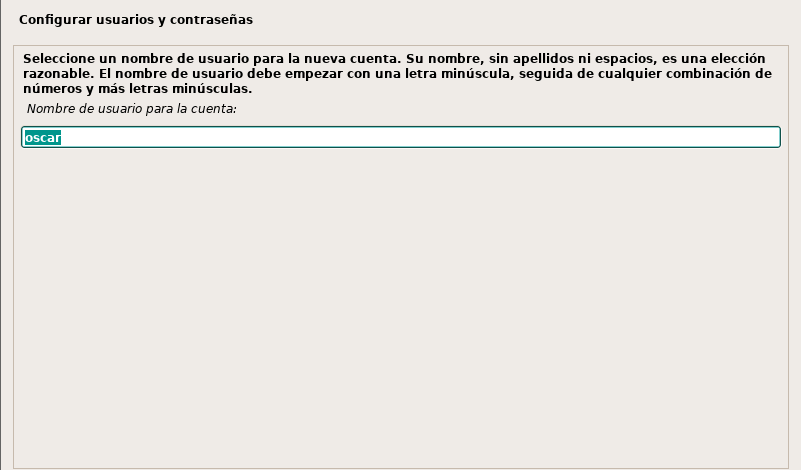 Configurar usuarios y contraseñas
Seleccione un nombre de usuario para la nueva cuenta. Su nombre, sin apellidos ni espacios, es una elección
razonable. El nombre de usuario debe empezar con una letra minúscula, seguida de cualquier combinación de
números y más letras minúsculas.
Nombre de usuario para la cuenta:
oscar